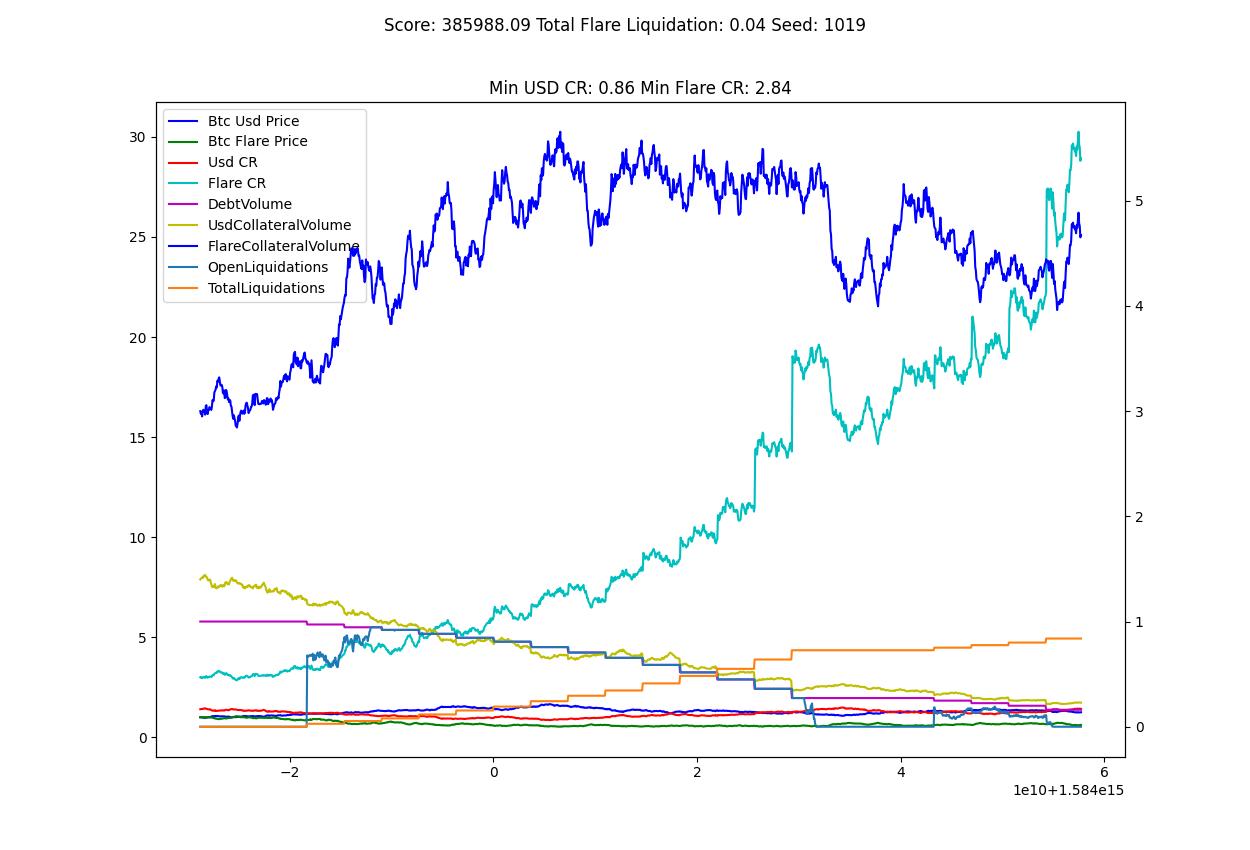 Score: 385988.09 Total Flare Liquidation: 0.04 Seed: 1019
Min USD CR: 0.86 Min Flare CR: 2.84
Btc Usd Price
Btc Flare Price
Usd CR
Flare CR
DebtVolume
UsdCollateralVolume
FlareCollateralVolume
OpenLiquidations
TotalLiquidations
30
25
20
15
10
5
0
5
4
3
2
1
0
−2
0
2
4
6
1e10+1.584e15